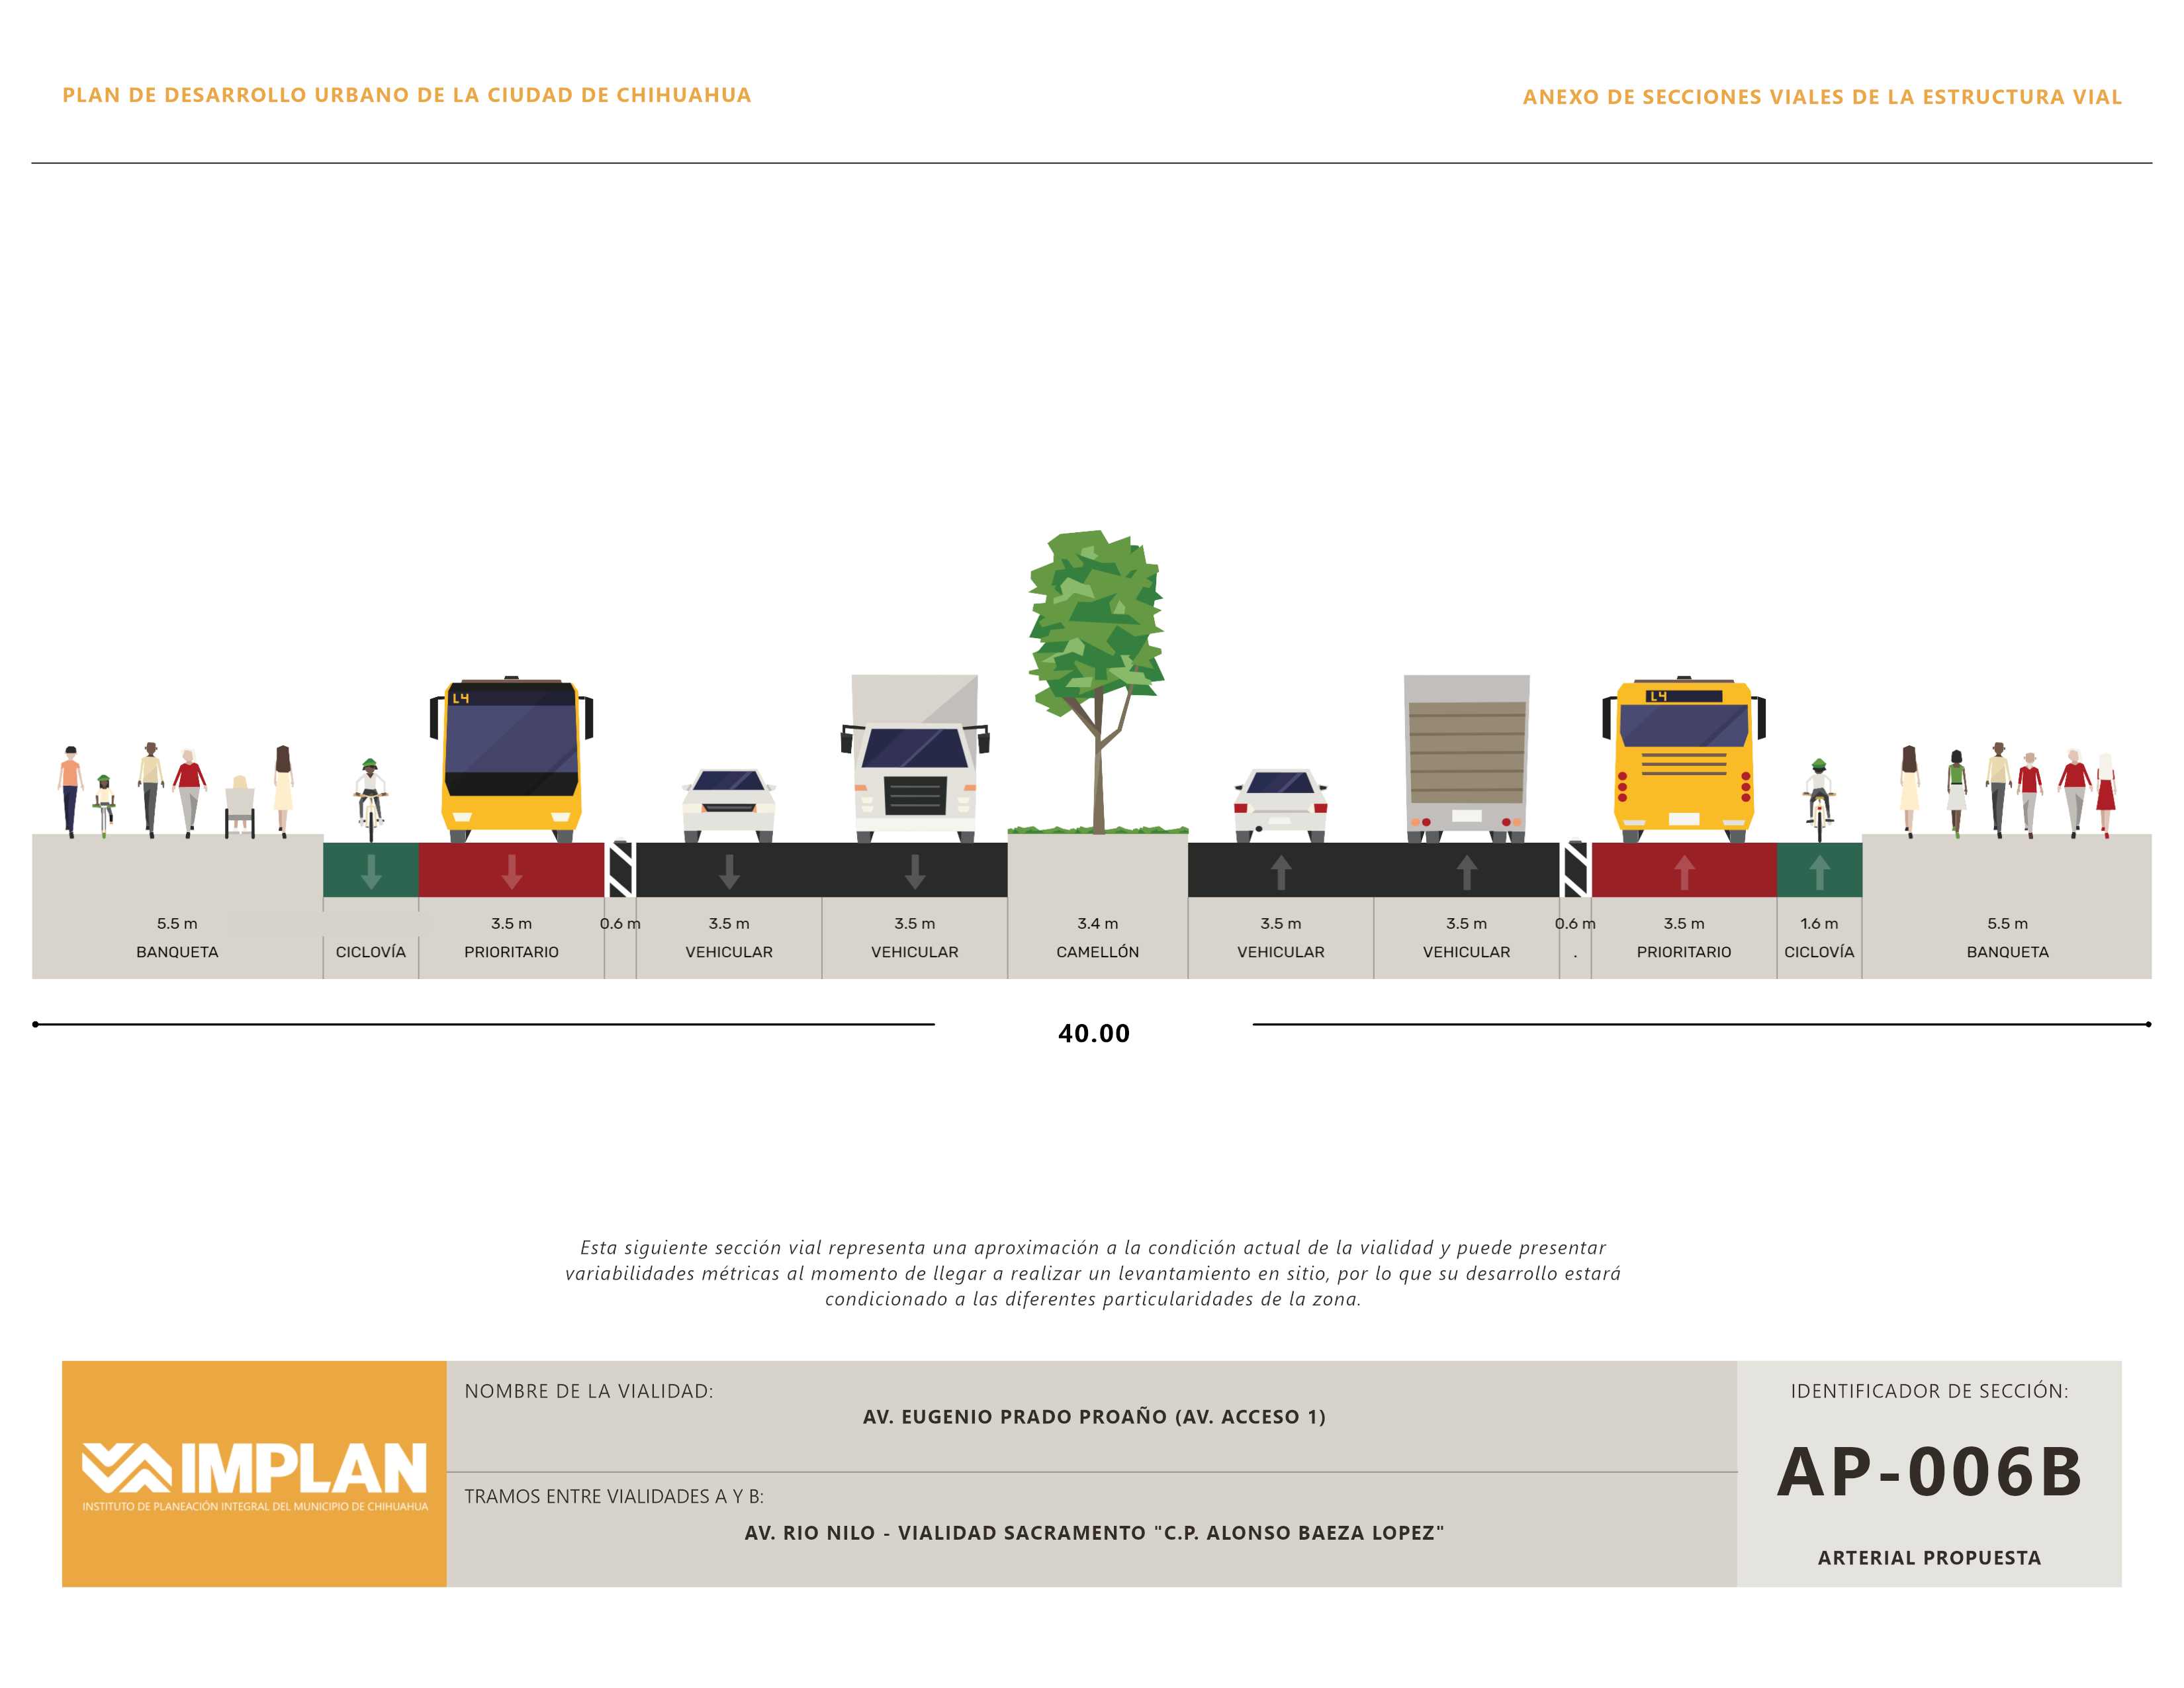 PLAN DE DESARROLLO URBANO DE LA CIUDAD DE CHIHUAHUA
ANEXO DE SECCIONES VIALES DE LA ESTRUCTURA VIAL
L4
L4
5.5 m 3.5 m 0.6 m 3.5 m 3.5 m 3.4 m 3.5 m 3.5 m 0.6 m 3.5 m 1.6 m 5.5 m
BANQUETA CICLOVÍA PRIORITARIO VEHICULAR VEHICULAR CAMELLÓN VEHICULAR VEHICULAR . PRIORITARIO CICLOVÍA BANQUETA
40.00
Esta siguiente sección vial representa una aproximación a la condición actual de la vialidad y puede presentar
variabilidades métricas al momento de llegar a realizar un levantamiento en sitio, por lo que su desarrollo estará
condicionado a las diferentes particularidades de la zona.
IMPLAN
INSTITUTO DE PLANEACIÓN INTEGRAL DEL MUNICIPIO DE CHIHUAHUA
NOMBRE DE LA VIALIDAD:
AV. EUGENIO PRADO PROAÑO (AV. ACCESO 1)
TRAMOS ENTRE VIALIDADES A Y B:
AV. RIO NILO - VIALIDAD SACRAMENTO "C.P. ALONSO BAEZA LOPEZ"
IDENTIFICADOR DE SECCIÓN:
AP-006B
ARTERIAL PROPUESTA